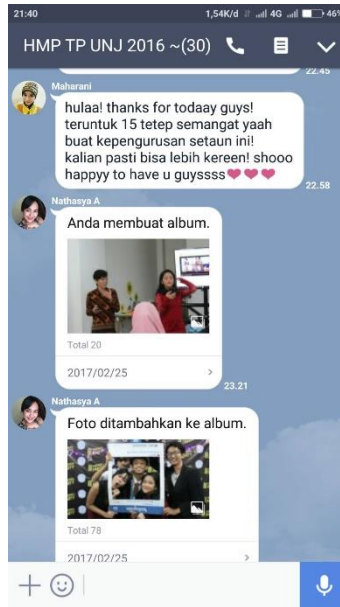 21:40
1,54K/d 4G 46%
HMP TP UNJ 2016 ~(30)
22.45
Maharani
hulaa! thanks for todaay guys!
teruntuk 15 tetep semangat yaah
buat kepengurusan setaun ini!
kalian pasti bisa lebih kereen! shooo
happyy to have u guyssss
22.58
Nathasya A
Anda membuat album.
Total 20
2017/02/25
23.21
Nathasya A
Foto ditambahkan ke album.
Total 78
2017/02/25